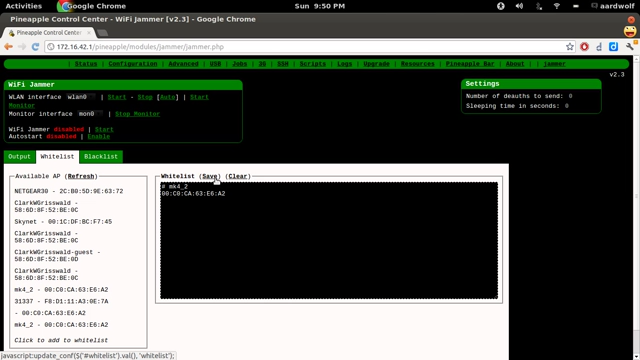 Activities
Google Chrome
Sun 9:50 PM
aardwolf
Pineapple Control Center - WiFi Jammer [v2.3] - Google Chrome
Pineapple Control Cente
172.16.42.1/pineapple/modules/jammer/jammer.php
| Status | Configuration | Advanced | USB | Jobs | 3G | SSH | Scripts | Logs | Upgrade | Resources | Pineapple Bar | About | jammer
v2.3
WiFi Jammer
WLAN interface wlan0 | Start - Stop [Auto] | Start
Monitor
Monitor interface mon0 | Stop Monitor
WiFi Jammer disabled | Start
Autostart disabled | Enable
Settings
Number of deauths to send: 0
Sleeping time in seconds: 0
Output
Whitelist
Blacklist
Available AP (Refresh)
NETGEAR30 - 2C:B0:5D:9E:63:72
ClarkWGrisswald -
58:6D:8F:52:BE:0C
Skynet - 00:1C:DF:BC:F7:45
ClarkWGrisswald -
58:6D:8F:52:BE:0C
ClarkWGrisswald-guest -
58:6D:8F:52:BE:0D
ClarkWGrisswald -
58:6D:8F:52:BE:0C
mk4_2 - 00:C0:CA:63:E6:A2
31337 - F8:D1:11:A3:0E:7A
- 00:C0:CA:63:E6:A2
mk4_2 - 00:C0:CA:63:E6:A2
Click to add to whitelist
Whitelist (Save) (Clear)
# mk4_2
00:C0:CA:63:E6:A2
javascript:update_conf($('#whitelist').val(), 'whitelist');